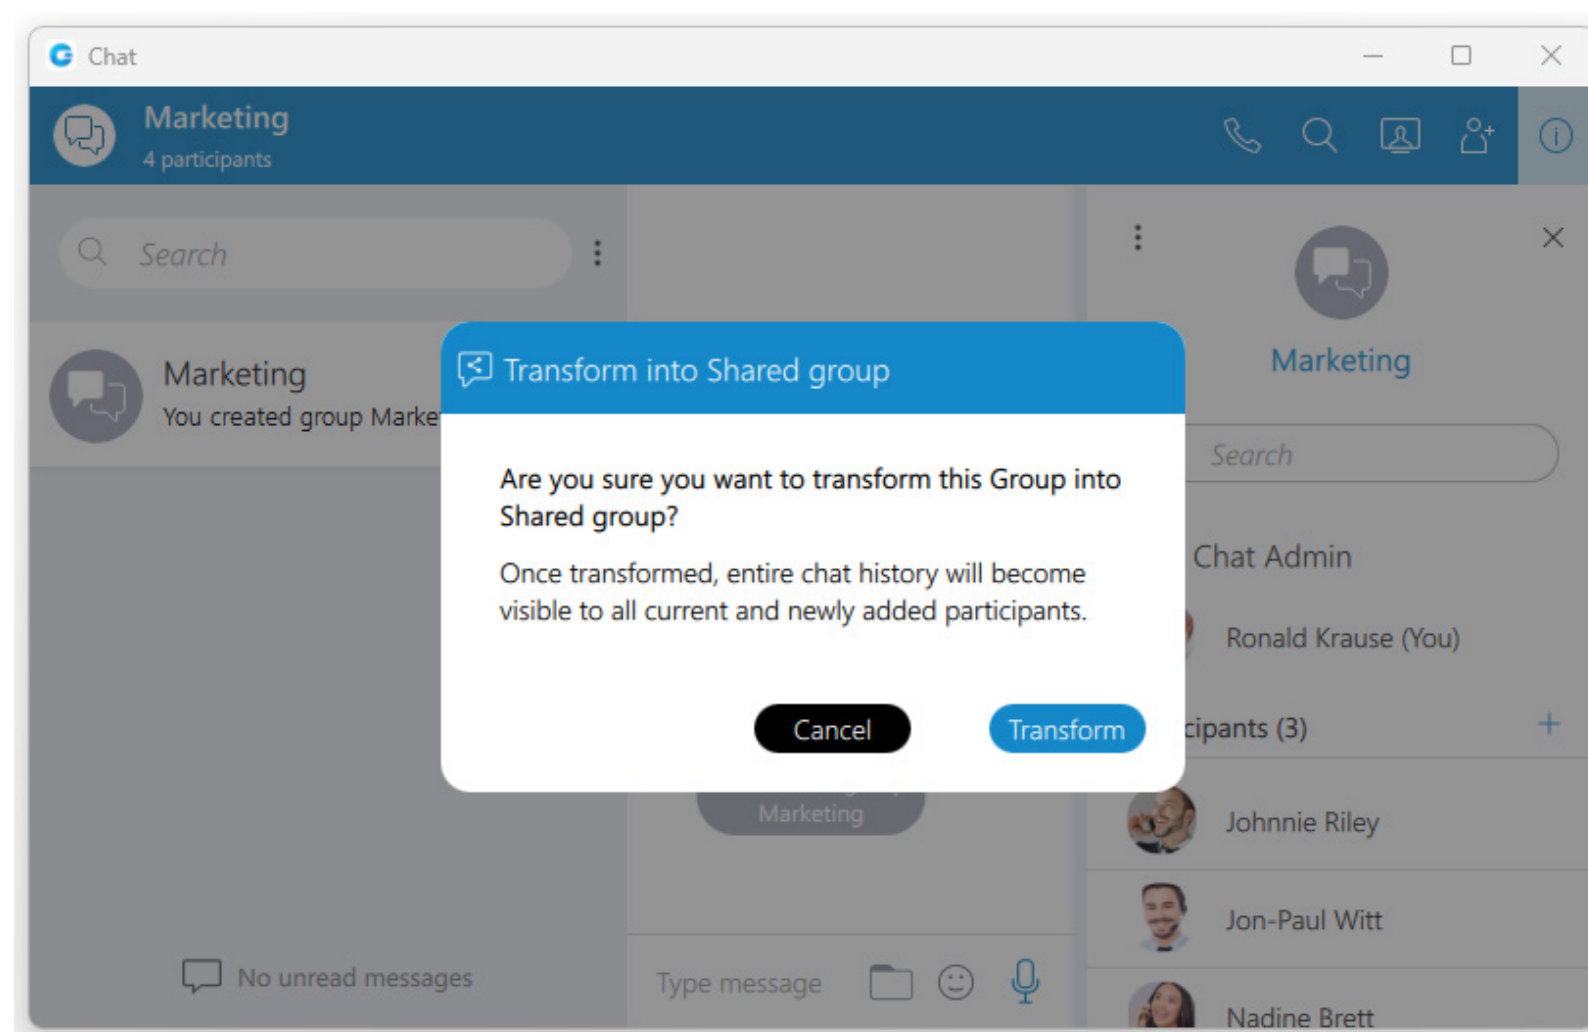 Chat
Marketing
4 participants
Search
Marketing
You created group Marke
No unread messages
Transform into Shared group
Are you sure you want to transform this Group into
Shared group?
Once transformed, entire chat history will become
visible to all current and newly added participants.
Cancel
Transform
Marketing
Type message
Marketing
Search
Chat Admin
Ronald Krause (You)
cipants (3)
Johnnie Riley
Jon-Paul Witt
Nadine Brett